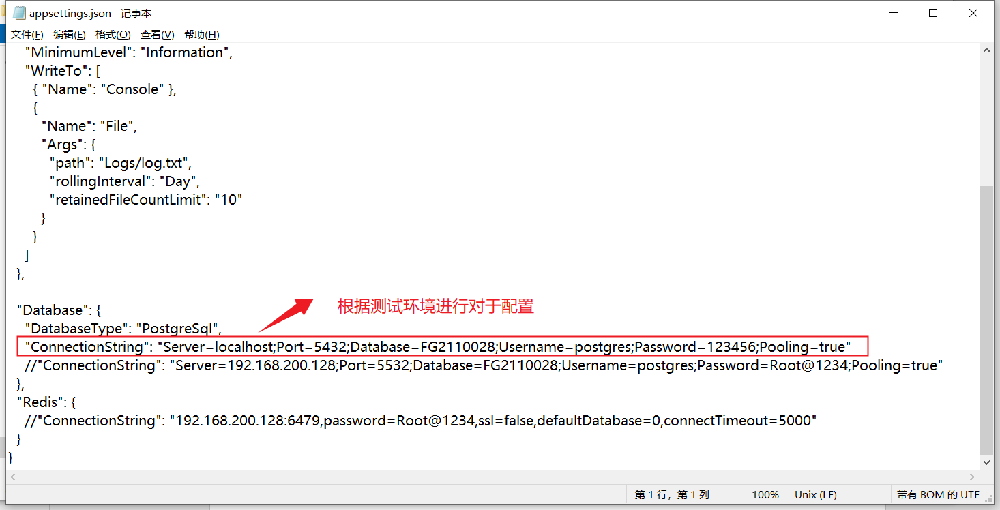 appsettings.json - 记事本
文件(F) 编辑(E) 格式(O) 查看(V) 帮助(H)
"MinimumLevel": "Information",
"WriteTo": [
{ "Name": "Console" },
{
"Name": "File",
"Args": {
"path": "Logs/log.txt",
"rollingInterval": "Day",
"retainedFileCountLimit": "10"
}
}
]
},
根据测试环境进行对于配置
"Database": {
"DatabaseType": "PostgreSql",
"ConnectionString": "Server=localhost;Port=5432;Database=FG2110028;Username=postgres;Password=123456;Pooling=true"
//"ConnectionString": "Server=192.168.200.128;Port=5532;Database=FG2110028;Username=postgres;Password=Root@1234;Pooling=true"
},
"Redis": {
//"ConnectionString": "192.168.200.128:6479,password=Root@1234,ssl=false,defaultDatabase=0,connectTimeout=5000"
}
}
第 1 行，第 1 列 100% Unix (LF) 带有 BOM 的 UTF